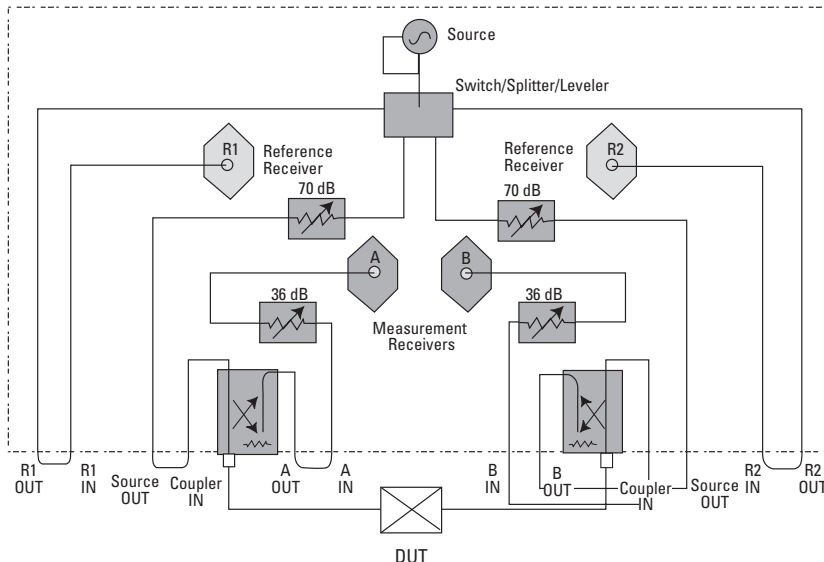 Source
Switch/Splitter/Leveler
R1
Reference
Receiver
Reference
Receiver
R2
70 dB
70 dB
A
B
36 dB
36 dB
Measurement
Receivers
R1
OUT
R1
IN
Source
OUT
Coupler
IN
A
OUT
A
IN
B
IN
B
OUT
Coupler
IN
Source
OUT
R2
IN
R2
OUT
DUT